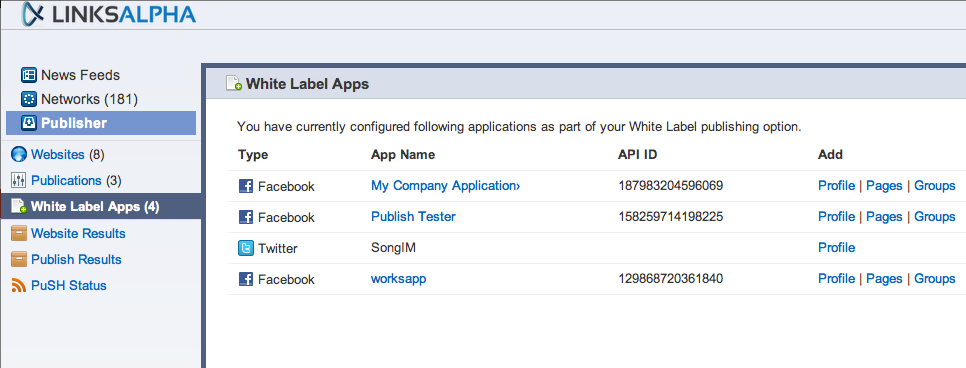 LINKSALPHA
News Feeds
Networks (181)
Publisher
Websites (8)
Publications (3)
White Label Apps (4)
Website Results
Publish Results
PuSH Status
White Label Apps
You have currently configured following applications as part of your White Label publishing option.
Type App Name API ID Add
Facebook My Company Application› 187983204596069 Profile | Pages | Groups
Facebook Publish Tester 158259714198225 Profile | Pages | Groups
Twitter SongIM Profile
Facebook worksapp 129868720361840 Profile | Pages | Groups